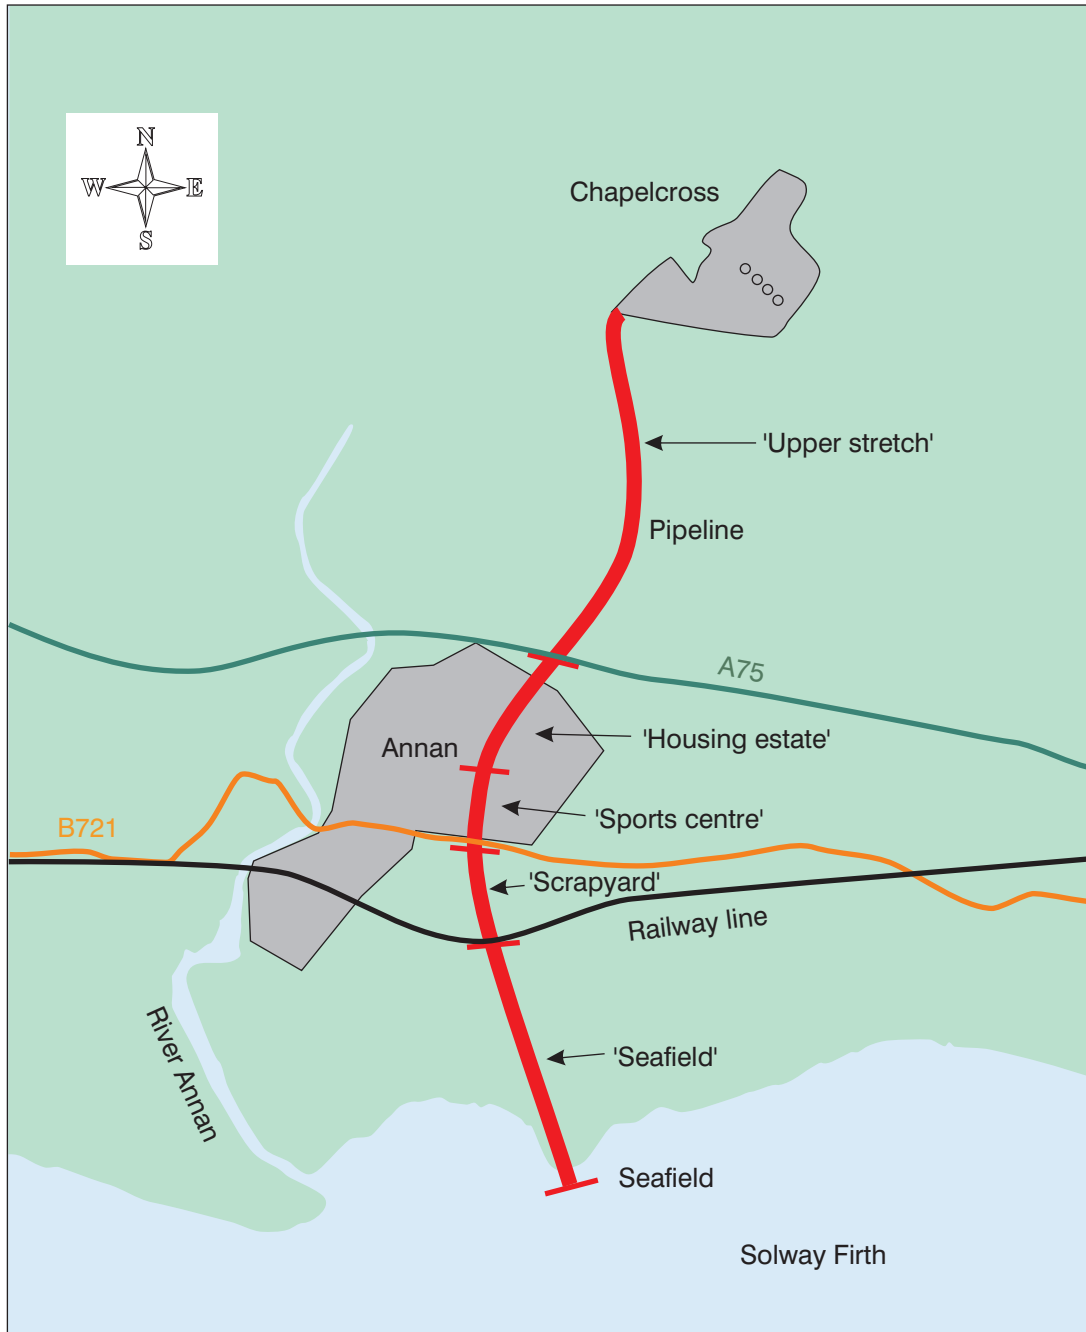 N
W E
S
Chapelcross
'Upper stretch'
Pipeline
A75
'Housing estate'
Annan
'Sports centre'
B721
'Scrapyard'
Railway line
River Annan
'Seafield'
Seafield
Solway Firth